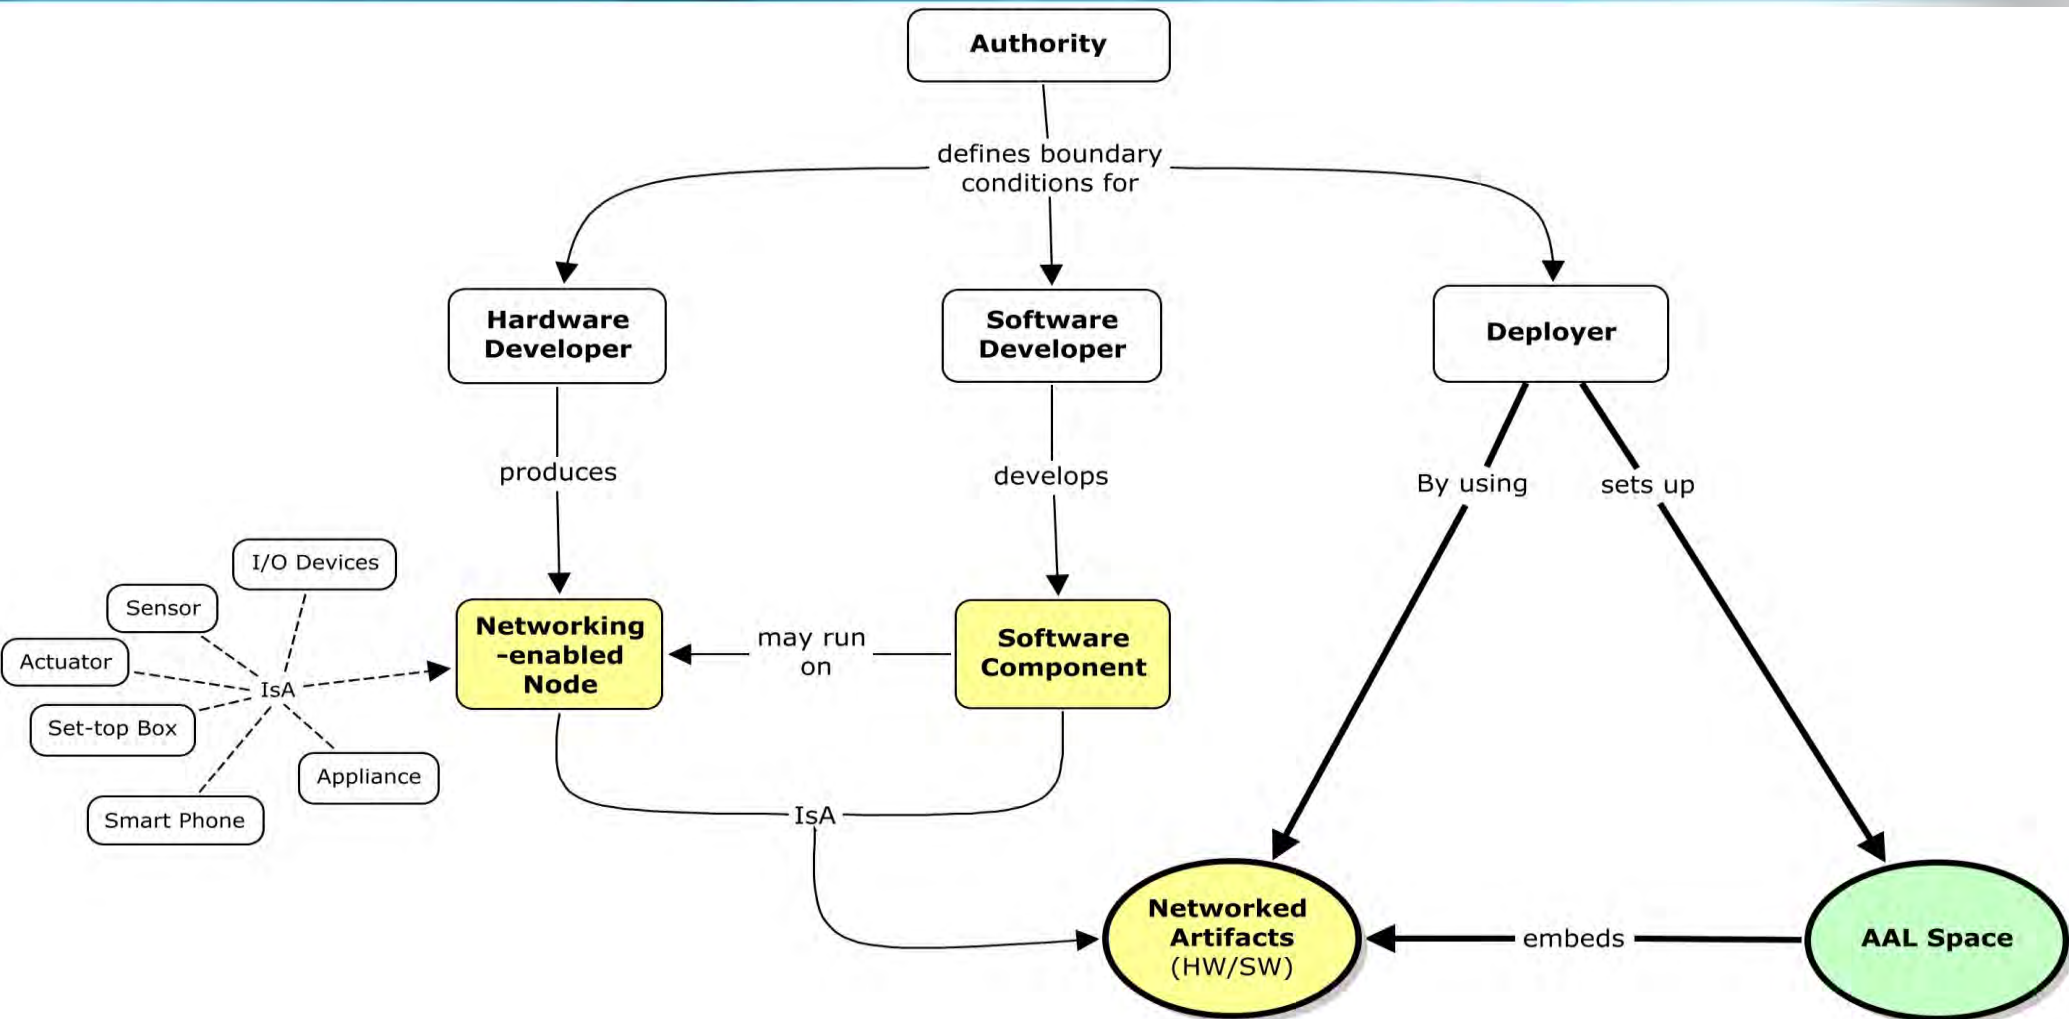 Authority
defines boundary
conditions for
Hardware
Developer
Software
Developer
Deployer
produces
develops
By using
sets up
I/O Devices
Sensor
Actuator
IsA
Set-top Box
Appliance
Smart Phone
Networking
-enabled
Node
may run
on
Software
Component
IsA
Networked
Artifacts
(HW/SW)
embeds
AAL Space